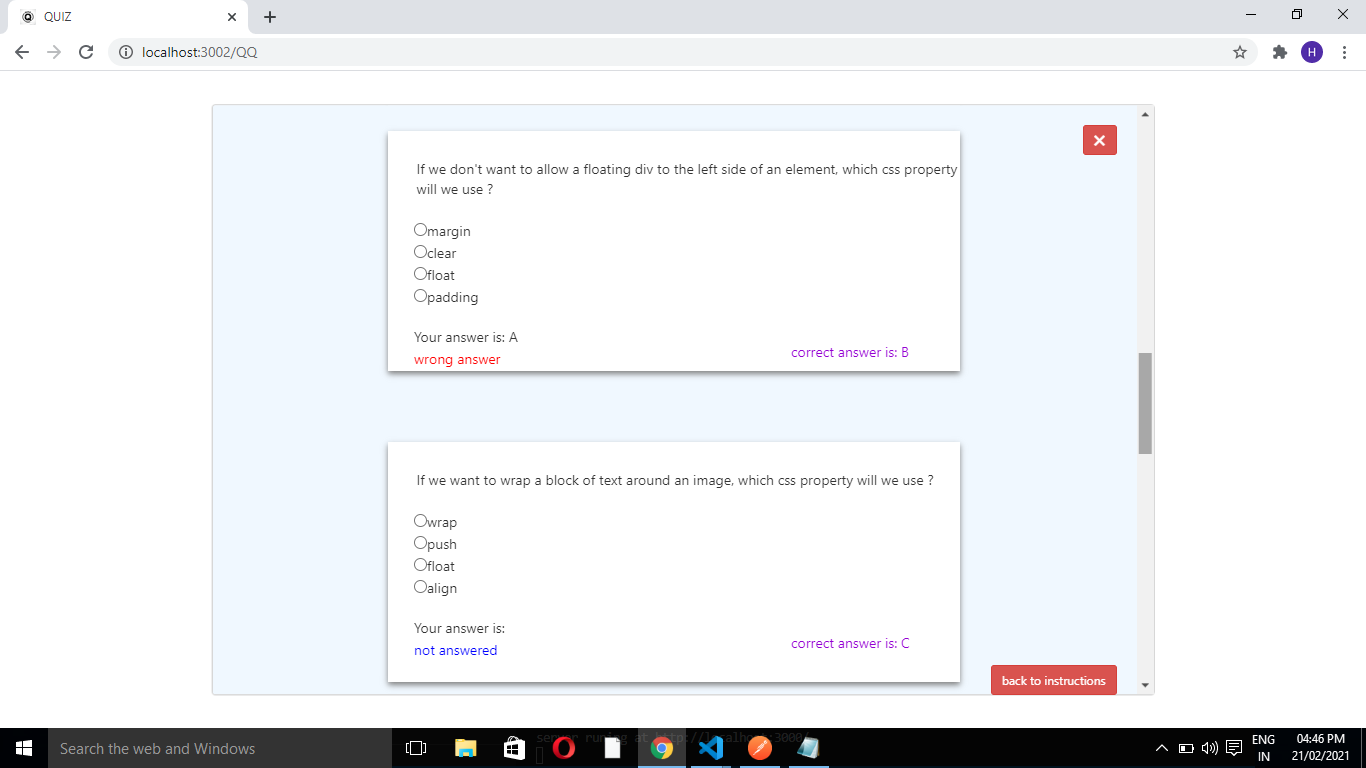 QUIZ
localhost:3002/QQ
H
If we don't want to allow a floating div to the left side of an element, which css property
will we use ?
margin
clear
float
padding
Your answer is: A
wrong answer
correct answer is: B
If we want to wrap a block of text around an image, which css property will we use ?
wrap
push
float
align
Your answer is:
not answered
correct answer is: C
back to instructions
Search the web and Windows
server runing at http://localhost:3000/
ENG
IN
04:46 PM
21/02/2021